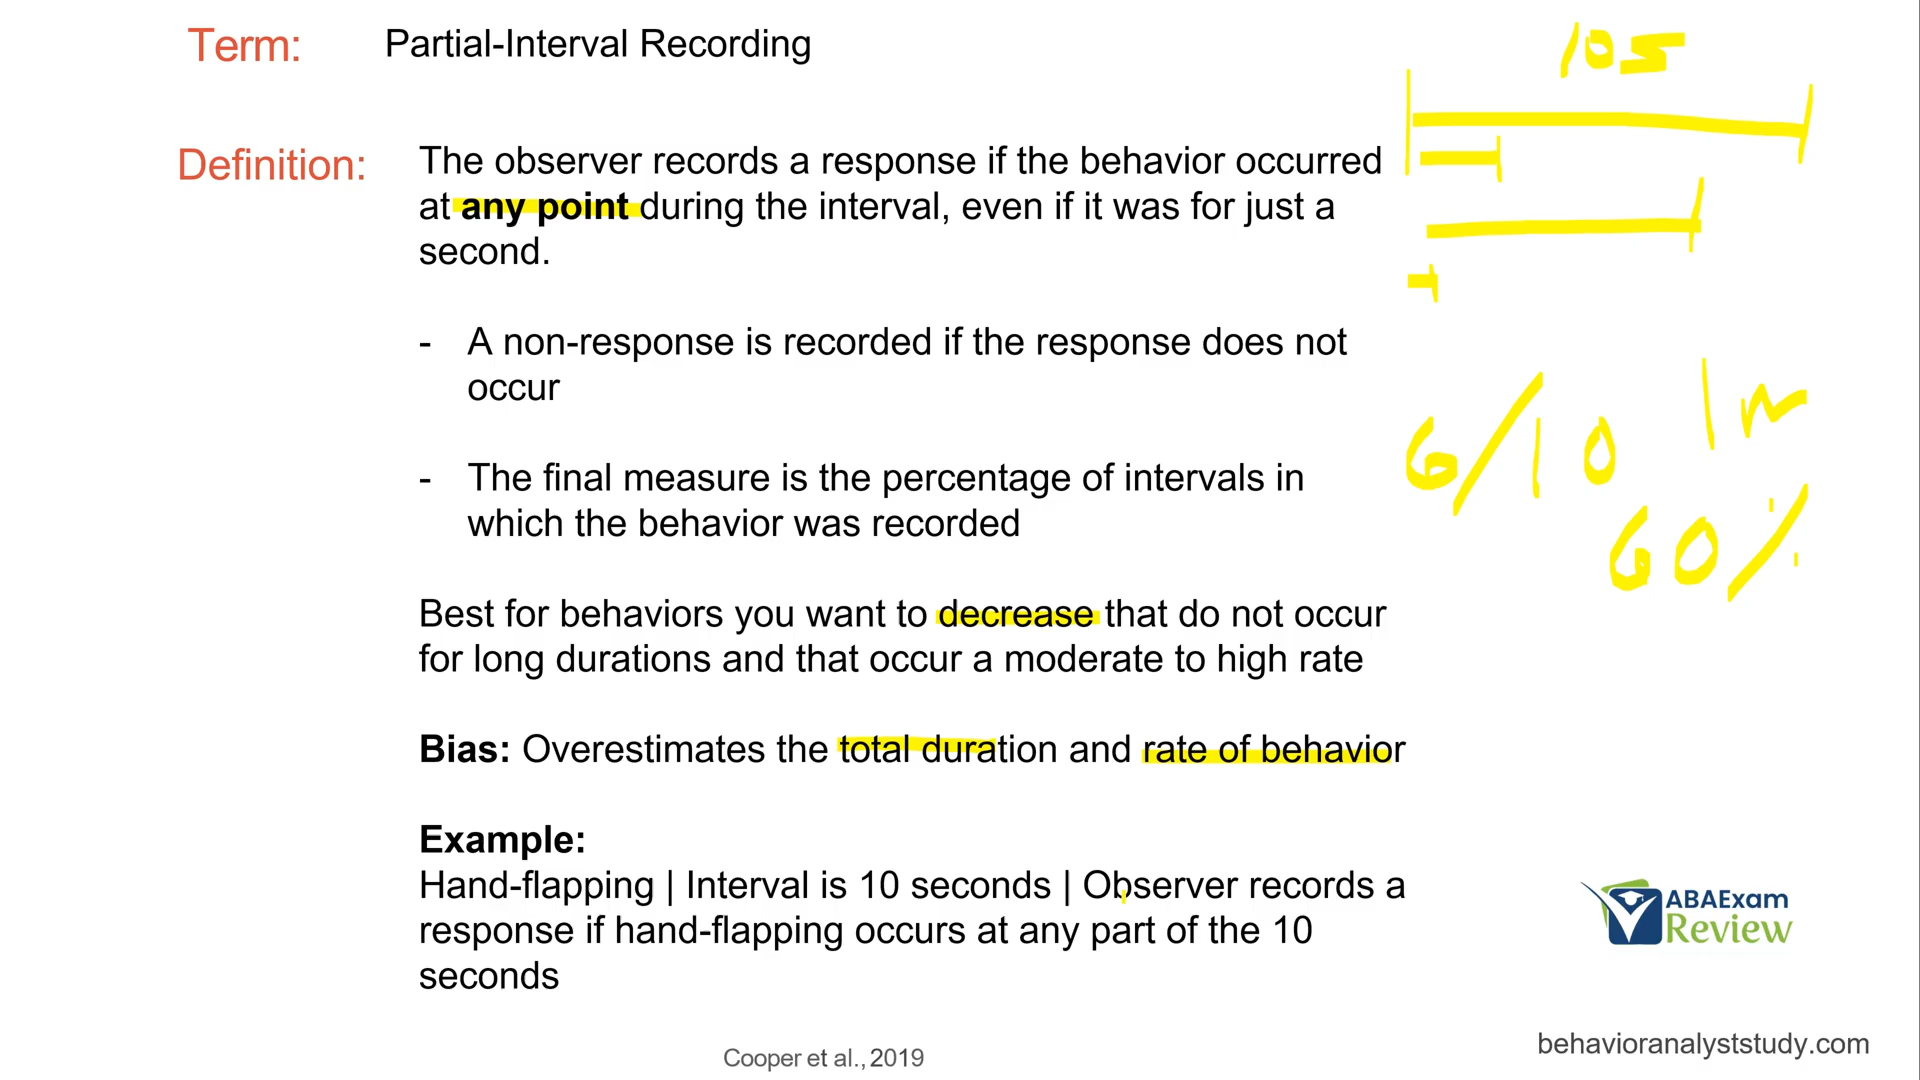 Term: Partial-Interval Recording
10s
Definition: The observer records a response if the behavior occurred
at any point during the interval, even if it was for just a
second.
- A non-response is recorded if the response does not
occur
6/10 1m
- The final measure is the percentage of intervals in
which the behavior was recorded
60%
Best for behaviors you want to decrease that do not occur
for long durations and that occur a moderate to high rate
Bias: Overestimates the total duration and rate of behavior
Example:
Hand-flapping | Interval is 10 seconds | Observer records a
response if hand-flapping occurs at any part of the 10
seconds
ABAExam
Review
Cooper et al., 2019
behavioranalyststudy.com